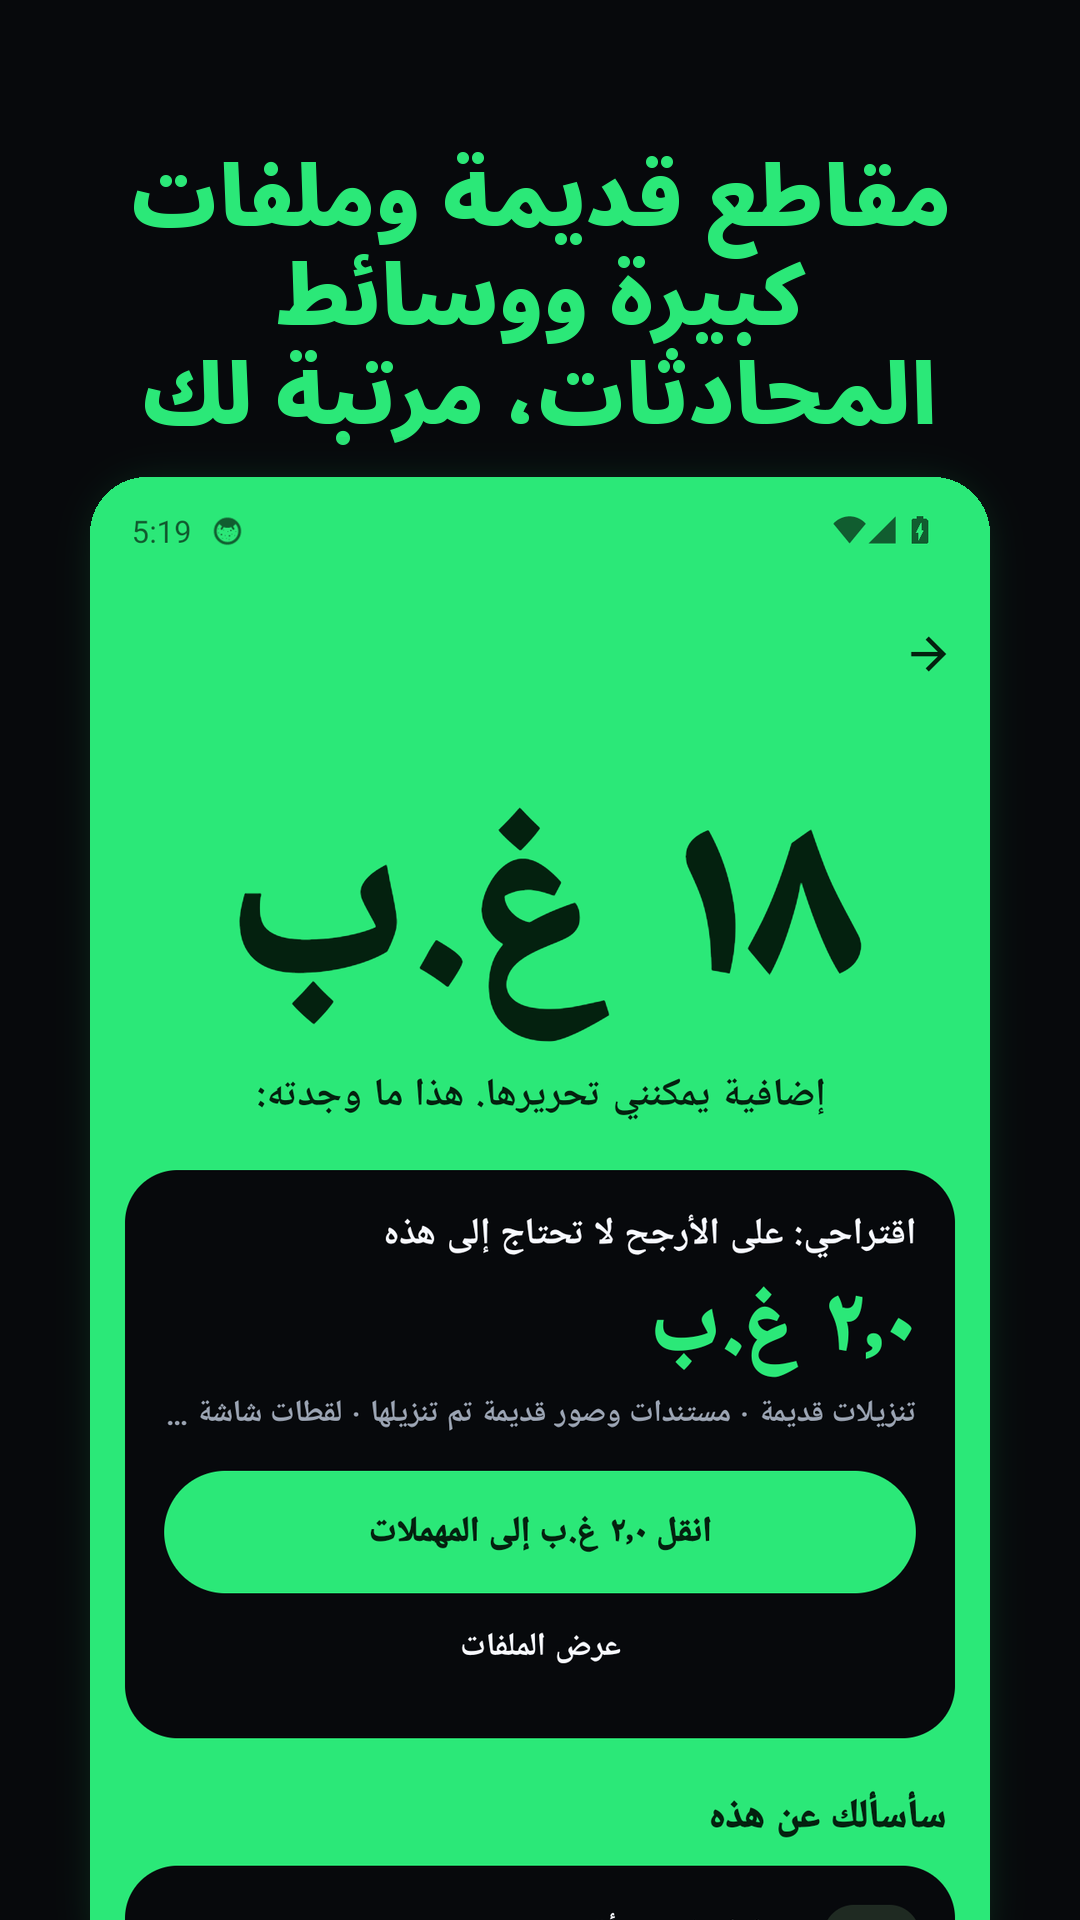 مقاطع قديمة وملفات
كبيرة ووسائط
المحادثات، مرتبة لك
5:19
١٨ غ.ب
إضافية يمكنني تحريرها. هذا ما وجدته:
اقتراحي: على الأرجح لا تحتاج إلى هذه
٢٫٠ غ.ب
تنزيلات قديمة · مستندات وصور قديمة تم تنزيلها · لقطات شاشة ...
انقل ٢٫٠ غ.ب إلى المهملات
عرض الملفات
سأسألك عن هذه